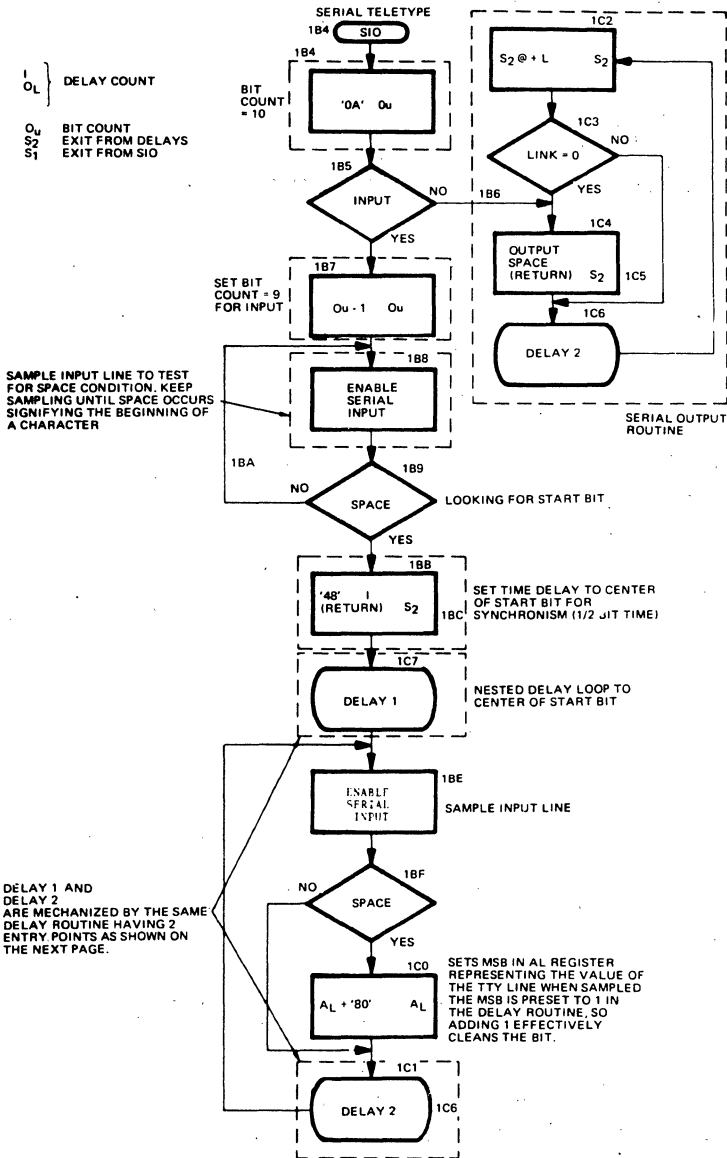 SERIAL TELETYPE
1B4
SIO
1B4
I
OL
DELAY COUNT
Ou BIT COUNT
S2 EXIT FROM DELAYS
S1 EXIT FROM SIO
BIT
COUNT
= 10
'0A' Ou
1B5
INPUT
NO
1B6
YES
1B7
SET BIT
COUNT = 9
FOR INPUT
Ou - 1 Ou
1B8
SAMPLE INPUT LINE TO TEST
FOR SPACE CONDITION. KEEP
SAMPLING UNTIL SPACE OCCURS
SIGNIFYING THE BEGINNING OF
A CHARACTER
ENABLE
SERIAL
INPUT
1BA
1B9
NO
SPACE
LOOKING FOR START BIT
YES
1BB
'48' I
(RETURN) S2
1BC
SET TIME DELAY TO CENTER
OF START BIT FOR
SYNCHRONISM (1/2 BIT TIME)
1C7
DELAY 1
NESTED DELAY LOOP TO
CENTER OF START BIT
1BE
ENABLE
SERIAL
INPUT
SAMPLE INPUT LINE
1BF
NO
SPACE
YES
DELAY 1 AND
DELAY 2
ARE MECHANIZED BY THE SAME
DELAY ROUTINE HAVING 2
ENTRY POINTS AS SHOWN ON
THE NEXT PAGE.
1C0
AL + '80' AL
SETS MSB IN AL REGISTER
REPRESENTING THE VALUE OF
THE TTY LINE WHEN SAMPLED
THE MSB IS PRESET TO 1 IN
THE DELAY ROUTINE, SO
ADDING 1 EFFECTIVELY
CLEANS THE BIT.
1C1
DELAY 2
1C6
1C2
S2 @ + L S2
1C3
LINK = 0
NO
YES
1C4
OUTPUT
SPACE
(RETURN) S2
1C5
1C6
DELAY 2
SERIAL OUTPUT
ROUTINE